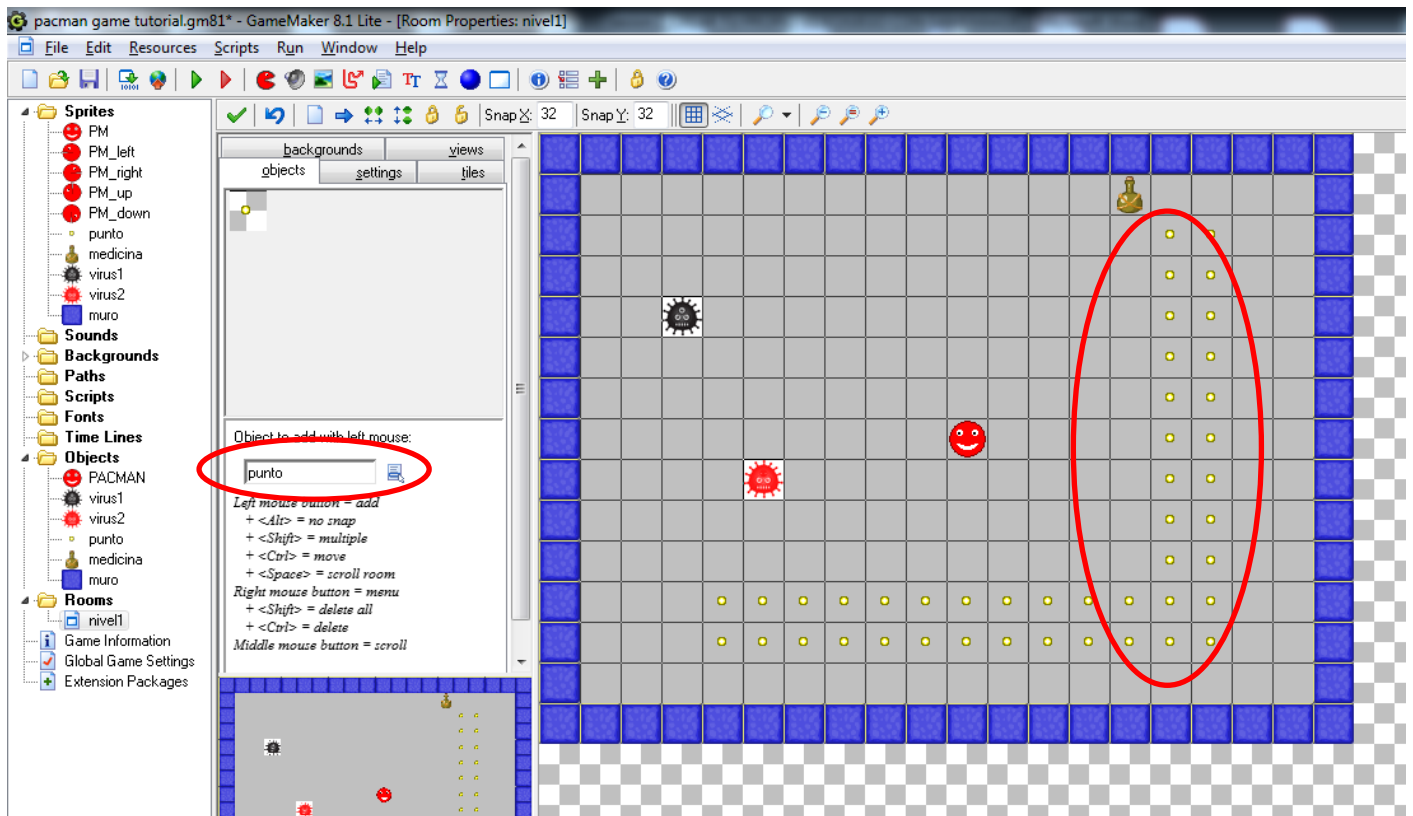 pacman game tutorial.gm81* - GameMaker 8.1 Lite - [Room Properties: nivel1]
File Edit Resources Scripts Run Window Help
Snap X: 32 Snap Y: 32
Sprites
PM
PM_left
PM_right
PM_up
PM_down
punto
medicina
virus1
virus2
muro
Sounds
Backgrounds
Paths
Scripts
Fonts
Time Lines
Objects
PACMAN
virus1
virus2
punto
medicina
muro
Rooms
nivel1
Game Information
Global Game Settings
Extension Packages
backgrounds views
objects settings tiles
Object to add with left mouse:
punto
Left mouse button = add
+ <Alt> = no snap
+ <Shift> = multiple
+ <Ctrl> = move
+ <Space> = scroll room
Right mouse button = menu
+ <Shift> = delete all
+ <Ctrl> = delete
Middle mouse button = scroll